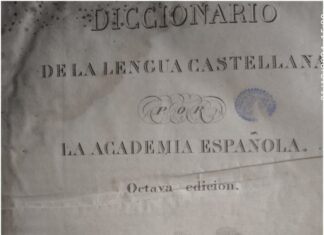 DICCIONARIO
DE LA LENGUA CASTELLANA
POR
LA ACADEMIA ESPAÑOLA.
Octava edicion.